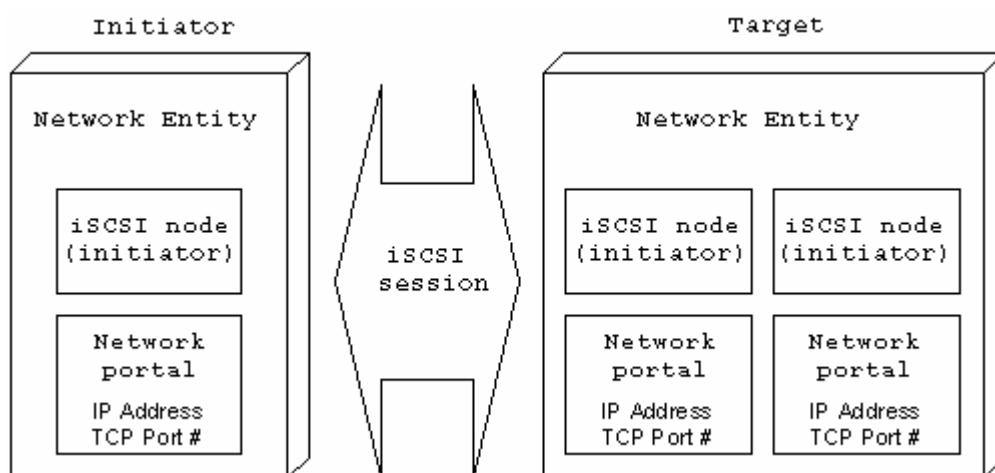 Initiator
Target
Network Entity
Network Entity
iSCSI node
(initiator)
iSCSI node
(initiator)
iSCSI node
(initiator)
iSCSI
session
Network
portal
IP Address
TCP Port #
Network
portal
IP Address
TCP Port #
Network
portal
IP Address
TCP Port #